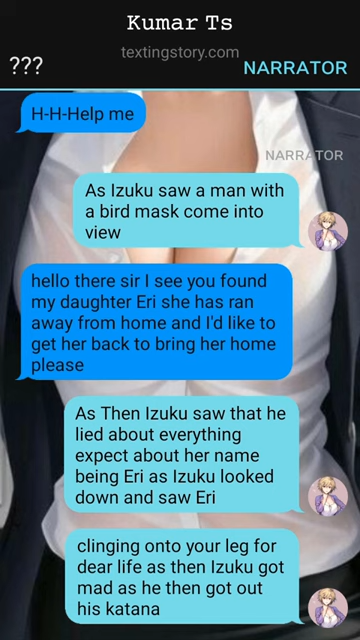 Kumar Ts
textingstory.com
???
NARRATOR
H-H-Help me
NARRATOR
As Izuku saw a man with
a bird mask come into
view
hello there sir I see you found
my daughter Eri she has ran
away from home and I'd like to
get her back to bring her home
please
As Then Izuku saw that he
lied about everything
expect about her name
being Eri as Izuku looked
down and saw Eri
clinging onto your leg for
dear life as then Izuku got
mad as he then got out
his katana